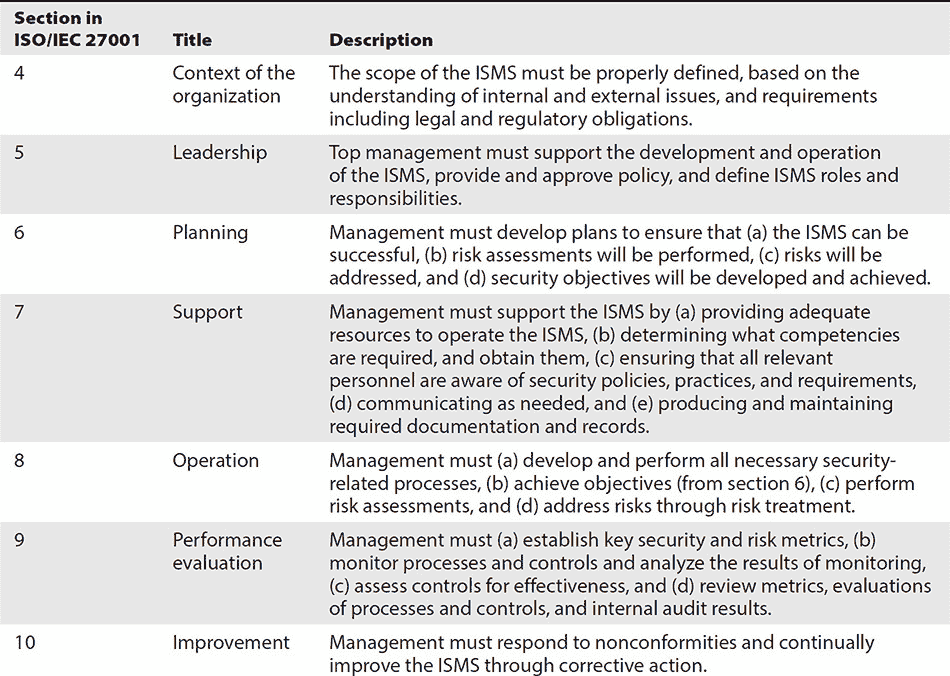 Section in
ISO/IEC 27001 Title Description
4 Context of the The scope of the ISMS must be properly defined, based on the
organization understanding of internal and external issues, and requirements
including legal and regulatory obligations.
5 Leadership Top management must support the development and operation
of the ISMS, provide and approve policy, and define ISMS roles and
responsibilities.
6 Planning Management must develop plans to ensure that (a) the ISMS can be
successful, (b) risk assessments will be performed, (c) risks will be
addressed, and (d) security objectives will be developed and achieved.
7 Support Management must support the ISMS by (a) providing adequate
resources to operate the ISMS, (b) determining what competencies
are required, and obtain them, (c) ensuring that all relevant
personnel are aware of security policies, practices, and requirements,
(d) communicating as needed, and (e) producing and maintaining
required documentation and records.
8 Operation Management must (a) develop and perform all necessary security-
related processes, (b) achieve objectives (from section 6), (c) perform
risk assessments, and (d) address risks through risk treatment.
9 Performance Management must (a) establish key security and risk metrics, (b)
evaluation monitor processes and controls and analyze the results of monitoring,
(c) assess controls for effectiveness, and (d) review metrics, evaluations
of processes and controls, and internal audit results.
10 Improvement Management must respond to nonconformities and continually
improve the ISMS through corrective action.